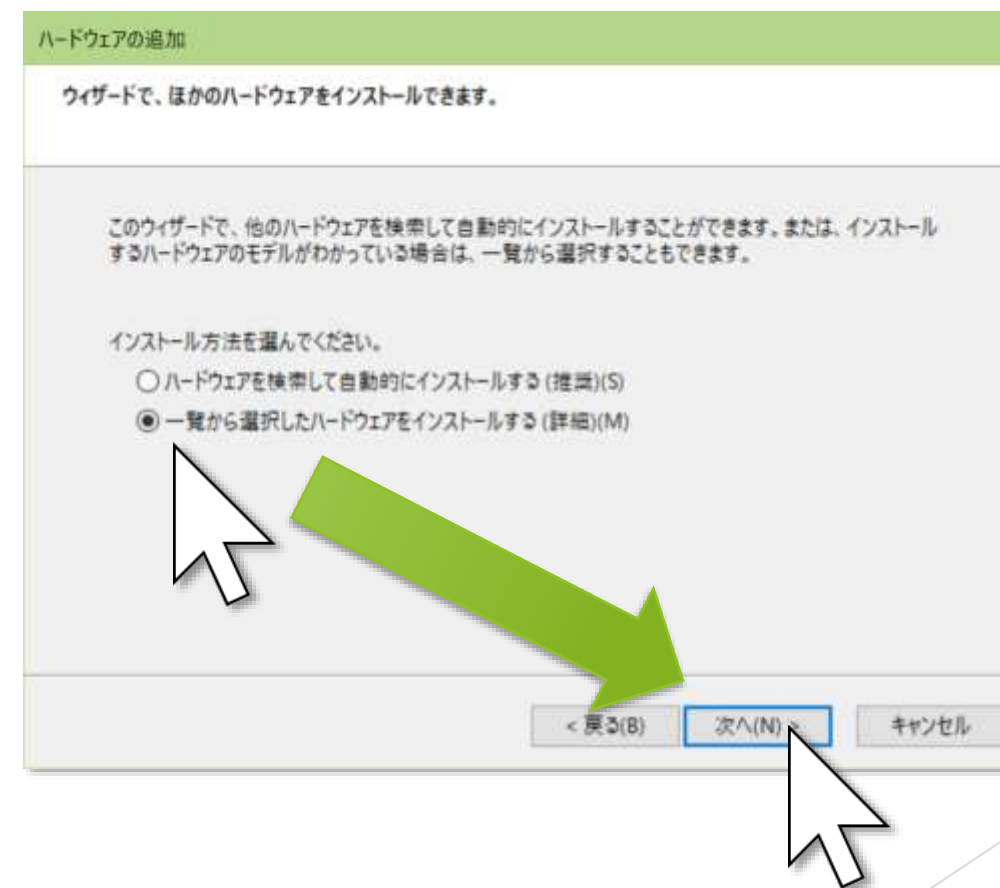 ハードウェアの追加
ウィザードで、ほかのハードウェアをインストールできます。
このウィザードで、他のハードウェアを検索して自動的にインストールすることができます。または、インストール
するハードウェアのモデルがわかっている場合は、一覧から選択することもできます。
インストール方法を選んでください。
ハードウェアを検索して自動的にインストールする (推奨)(S)
一覧から選択したハードウェアをインストールする (詳細)(M)
< 戻る(B) 次へ(N) > キャンセル